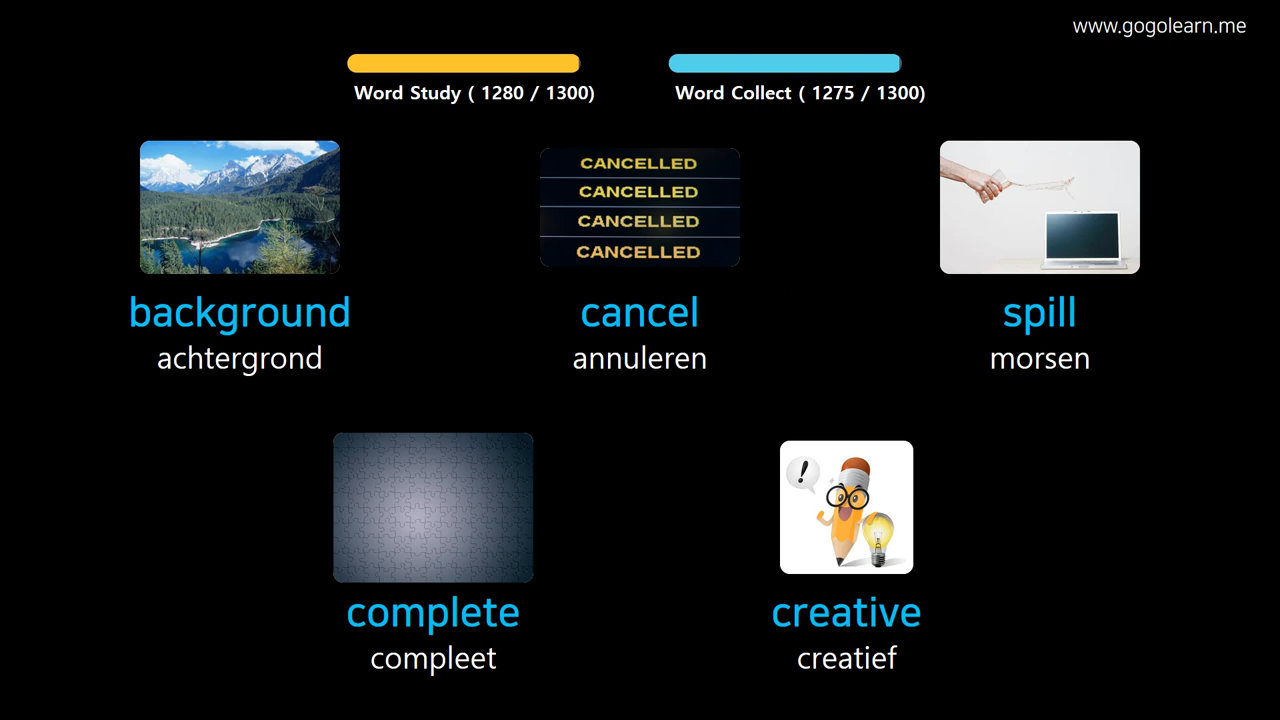 www.gogolearn.me
Word Study ( 1280 / 1300)
Word Collect ( 1275 / 1300)
CANCELLED
CANCELLED
CANCELLED
CANCELLED
background
achtergrond
cancel
annuleren
spill
morsen
!
complete
compleet
creative
creatief